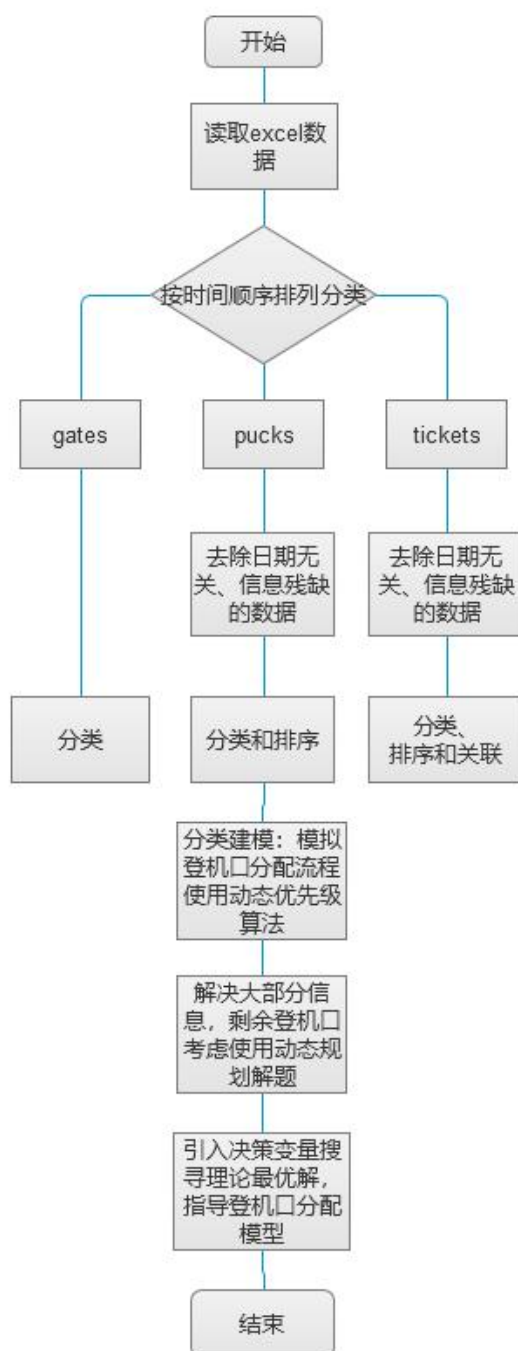 开始
读取excel数
据
按时间顺序排列分类
gates
pucks
tickets
去除日期无
关、信息残缺
的数据
去除日期无
关、信息残缺
的数据
分类
分类和排序
分类、
排序和关联
分类建模：模拟
登机口分配流程
使用动态优先级
算法
解决大部分信
息，剩余登机口
考虑使用动态规
划解题
引入决策变量搜
寻理论最优解，
指导登机口分配
模型
结束